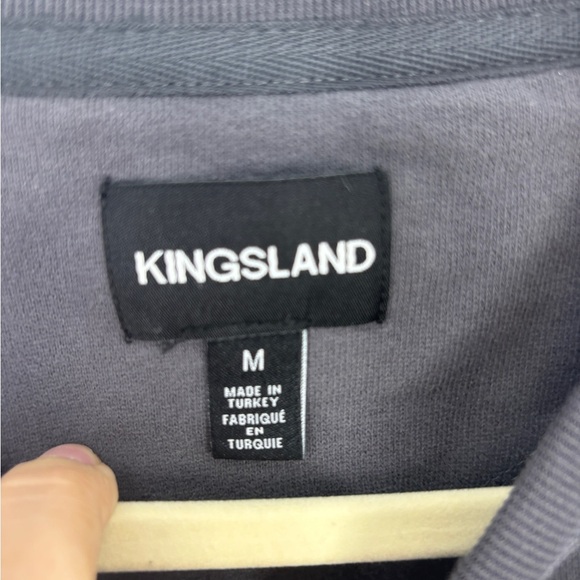 KINGSLAND
M
MADE IN
TURKEY
FABRIQUÉ
EN
TURQUIE